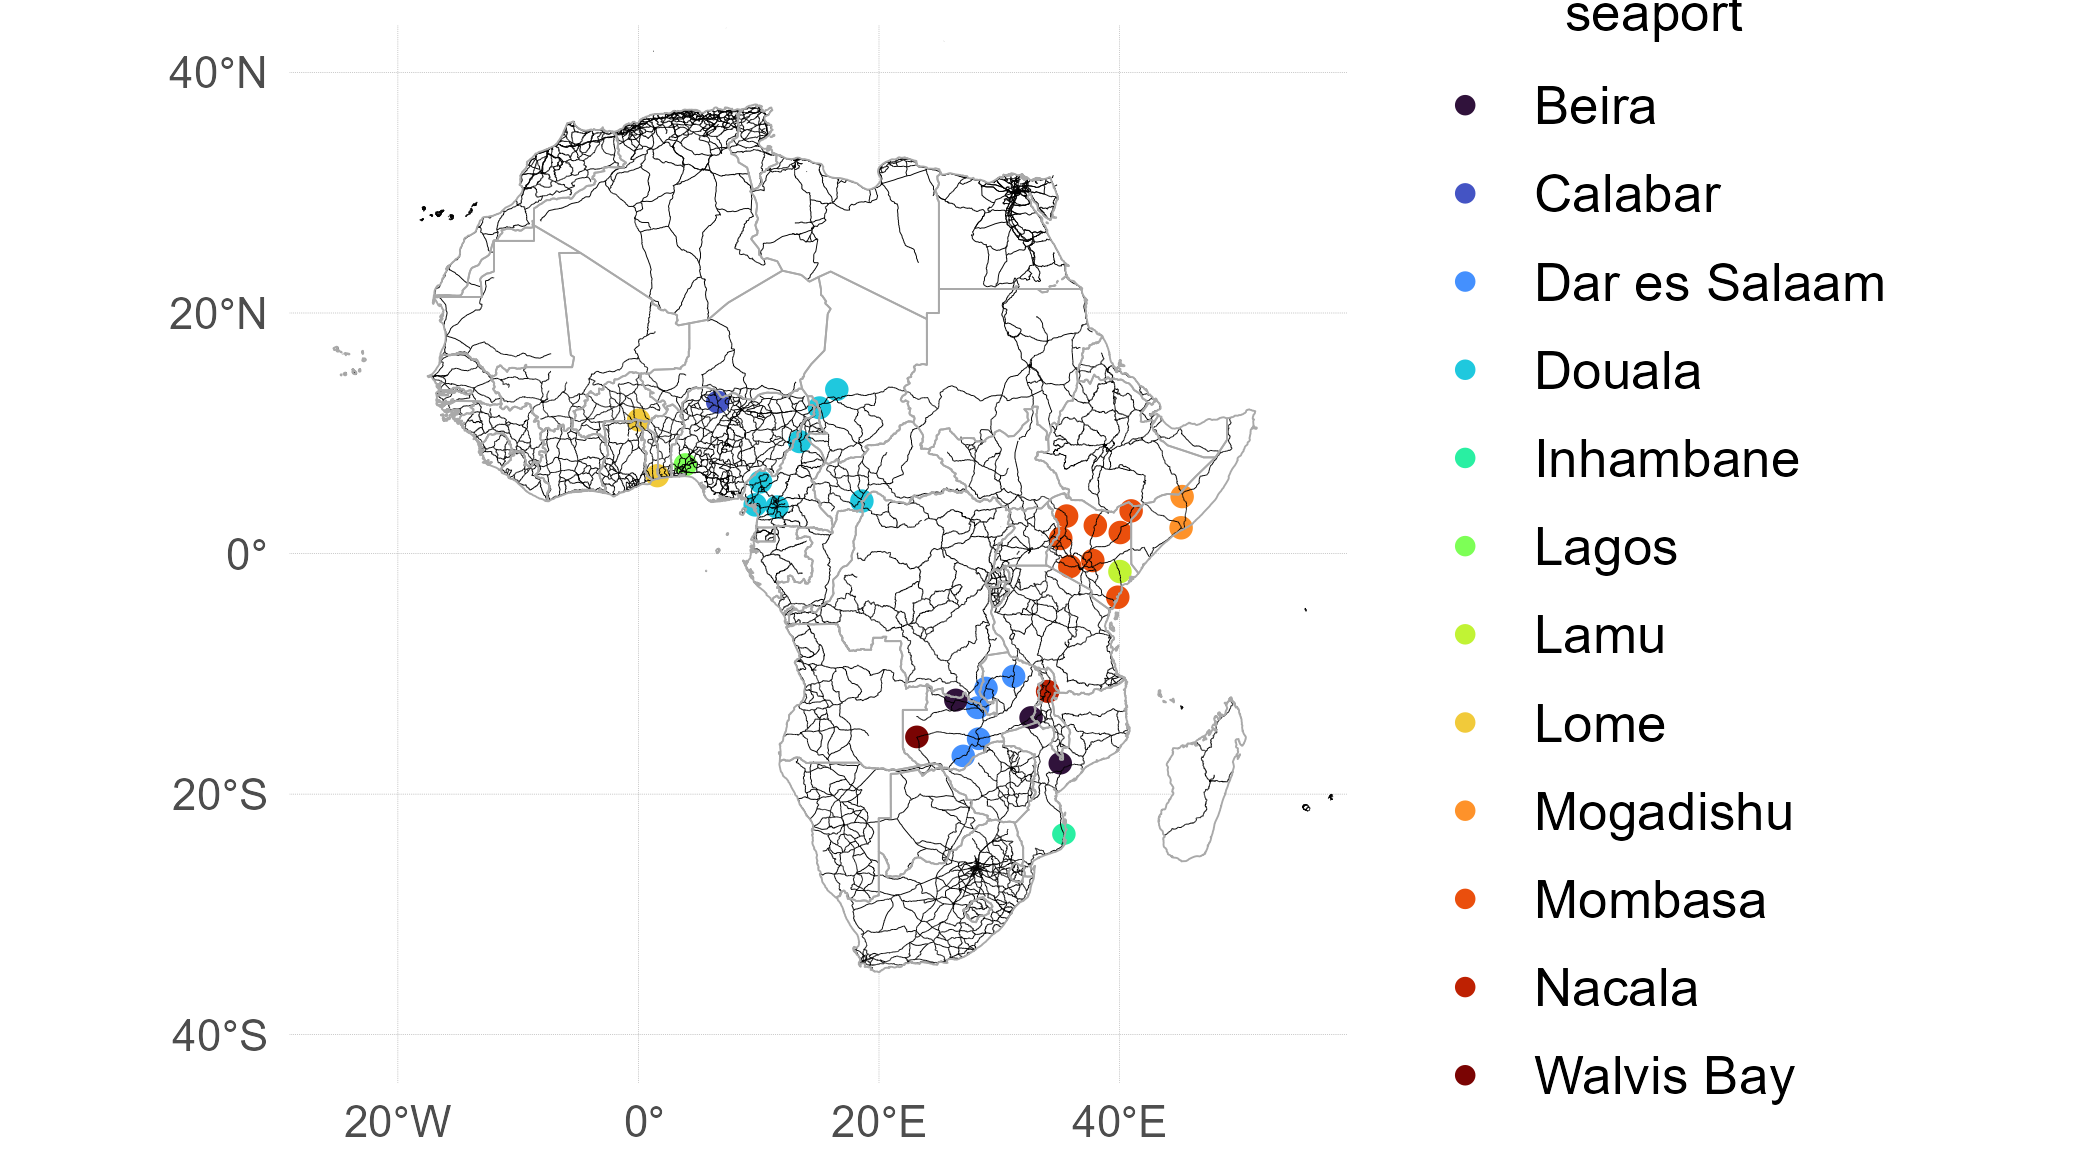 seaport
40°N
20°N
0°
20°S
40°S
20°W
0°
20°E
40°E
Beira
Calabar
Dar es Salaam
Douala
Inhambane
Lagos
Lamu
Lome
Mogadishu
Mombasa
Nacala
Walvis Bay